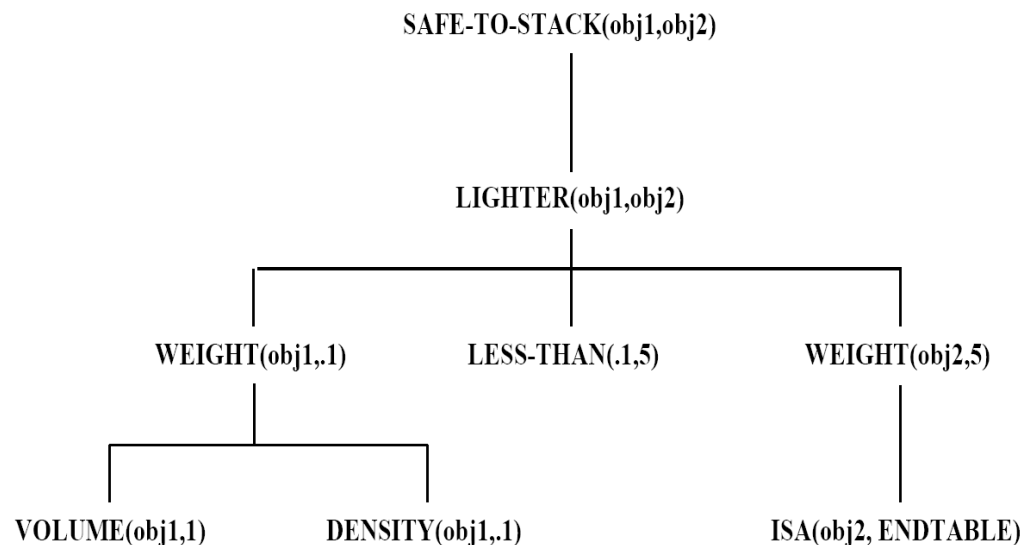 SAFE-TO-STACK(obj1,obj2)
LIGHTER(obj1,obj2)
WEIGHT(obj1,.1)
LESS-THAN(.1,5)
WEIGHT(obj2,5)
VOLUME(obj1,1)
DENSITY(obj1,.1)
ISA(obj2, ENDTABLE)